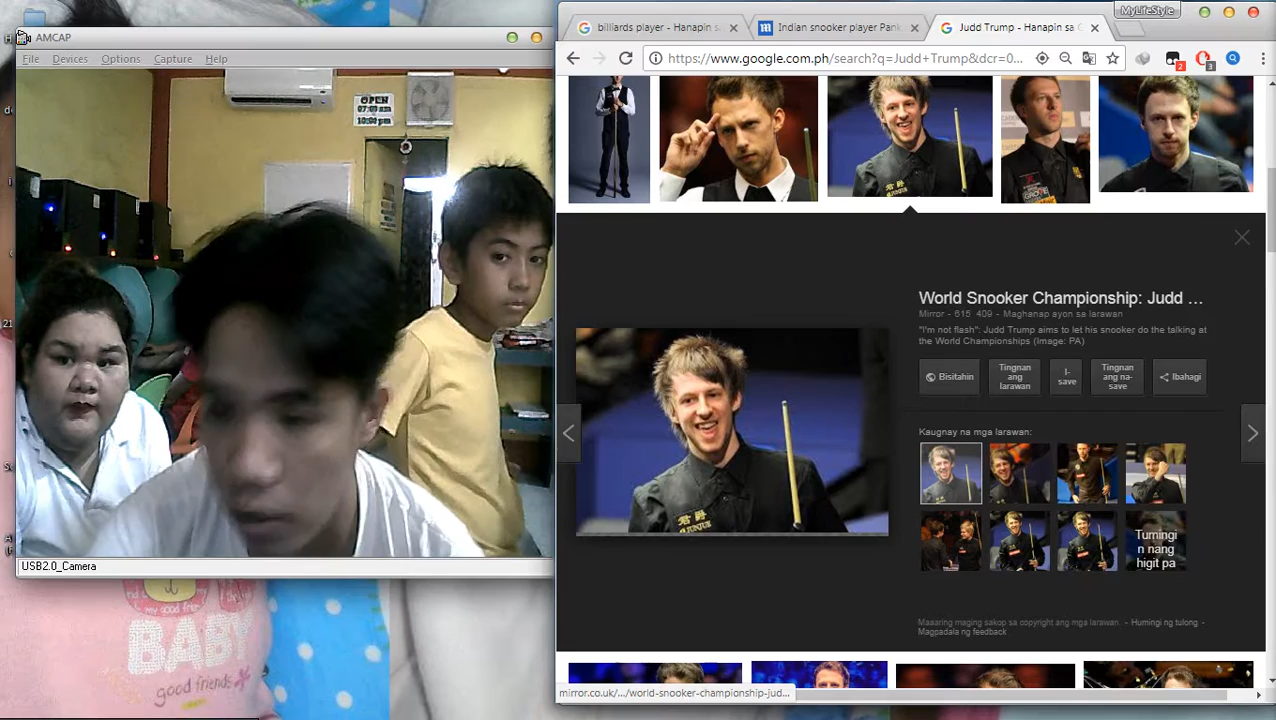 AMCAP
File Devices Options Capture Help
OPEN
07:00 am
10:00 pm
USB2.0_Camera
BAD
good friends
MyLifeStyle
billiards player - Hanapin sa
Indian snooker player Pank
Judd Trump - Hanapin sa G
https://www.google.com.ph/search?q=Judd+Trump&dcr=0...
2
3
World Snooker Championship: Judd ...
Mirror - 615 409 - Maghanap ayon sa larawan
"I'm not flash": Judd Trump aims to let his snooker do the talking at
the World Championships (Image: PA)
Bisitahin
Tingnan
ang
larawan
I-
save
Tingnan
ang na-
save
Ibahagi
Kaugnay na mga larawan:
Tumingi
n nang
higit pa
Maaaring maging sakop sa copyright ang mga larawan. - Humingi ng tulong -
Magpadala ng feedback
mirror.co.uk/.../world-snooker-championship-jud...